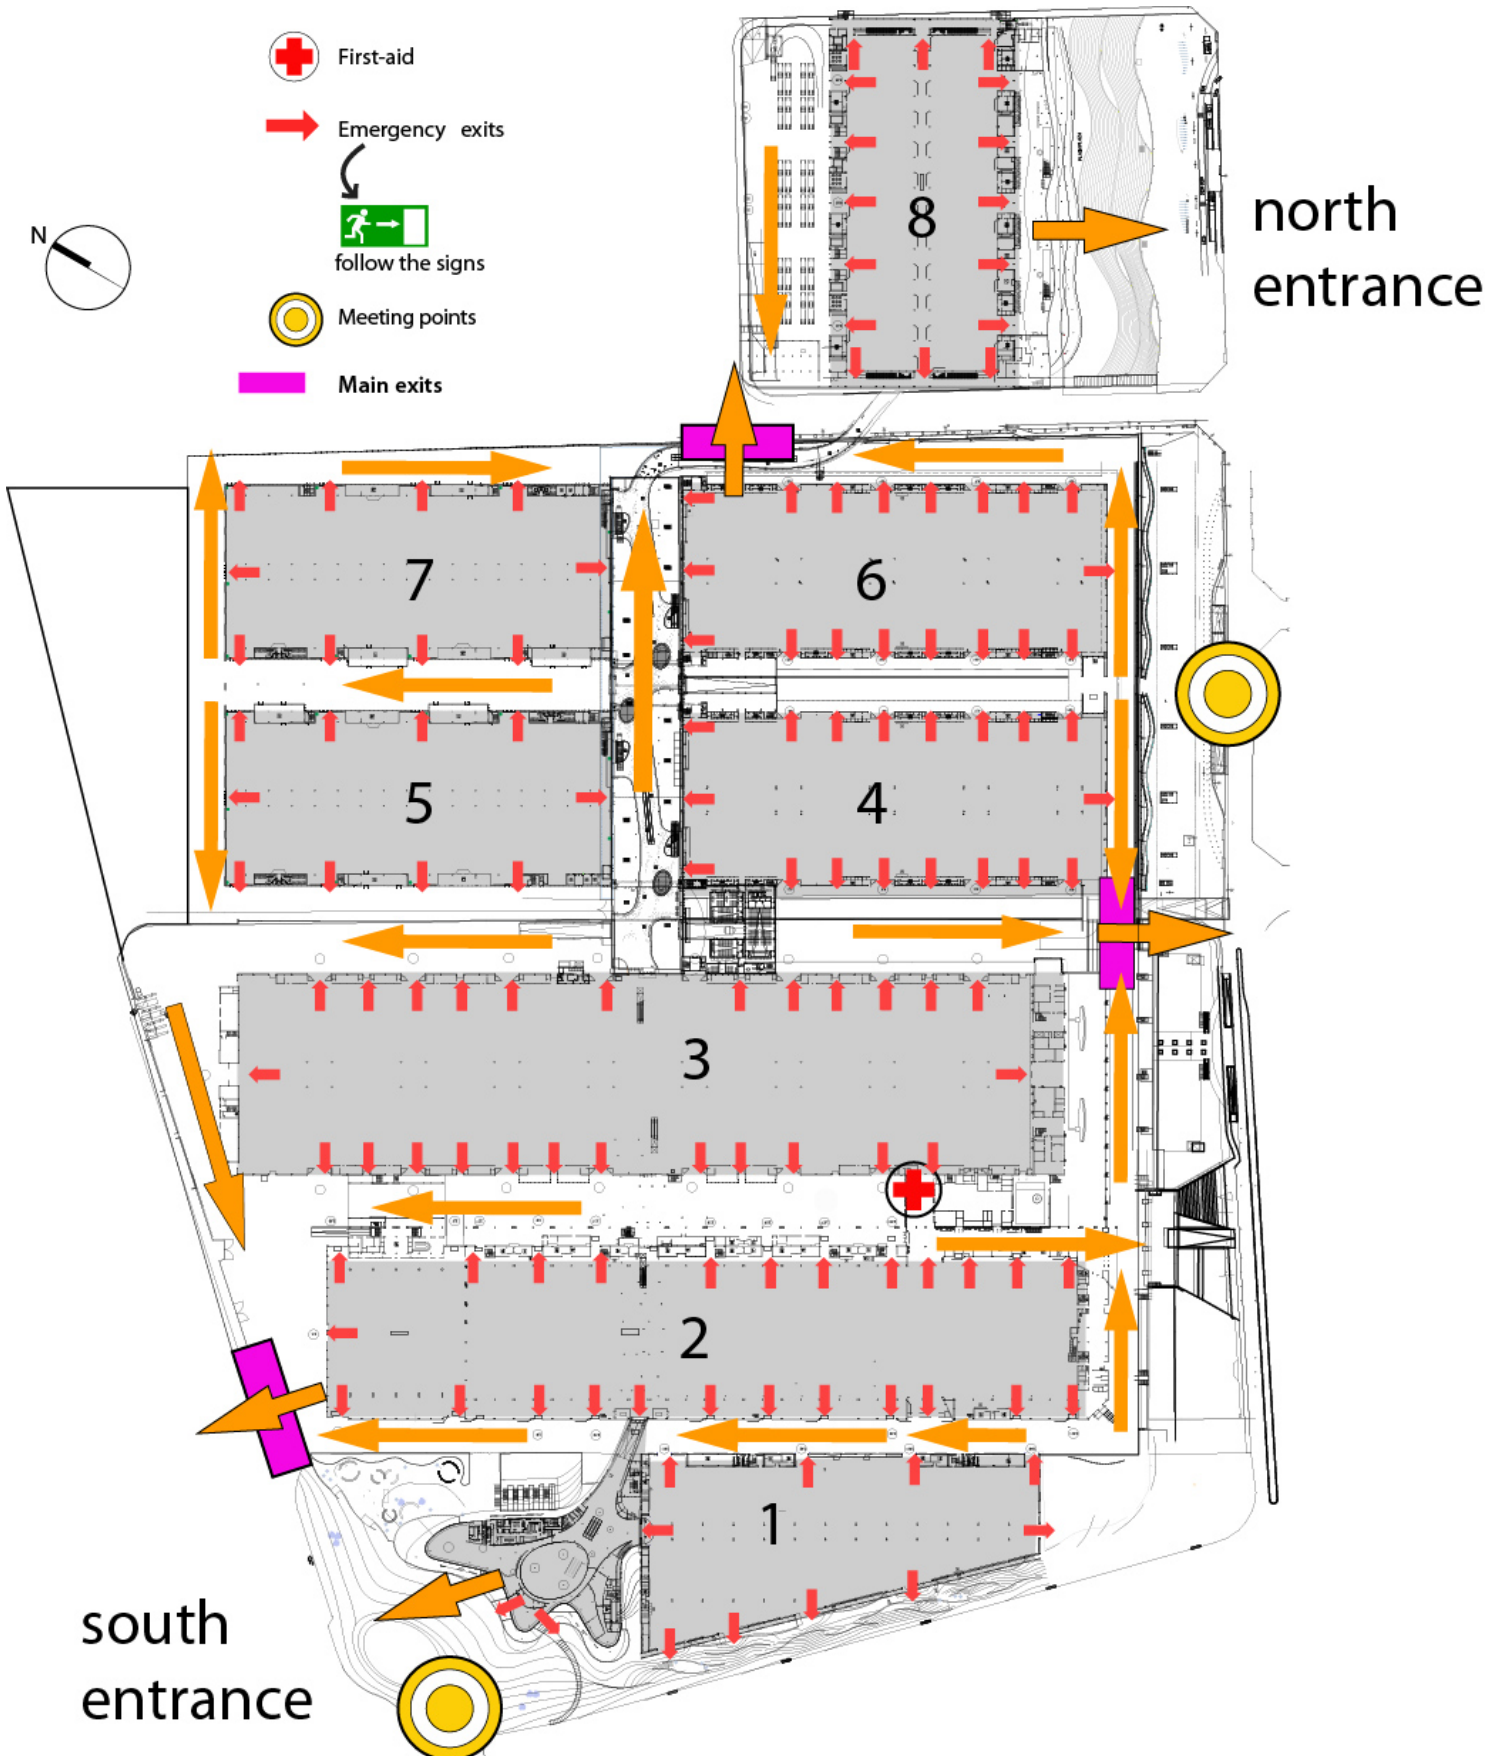 First-aid
Emergency exits
follow the signs
N
Meeting points
Main exits
8
north
entrance
7
6
5
4
3
2
1
south
entrance